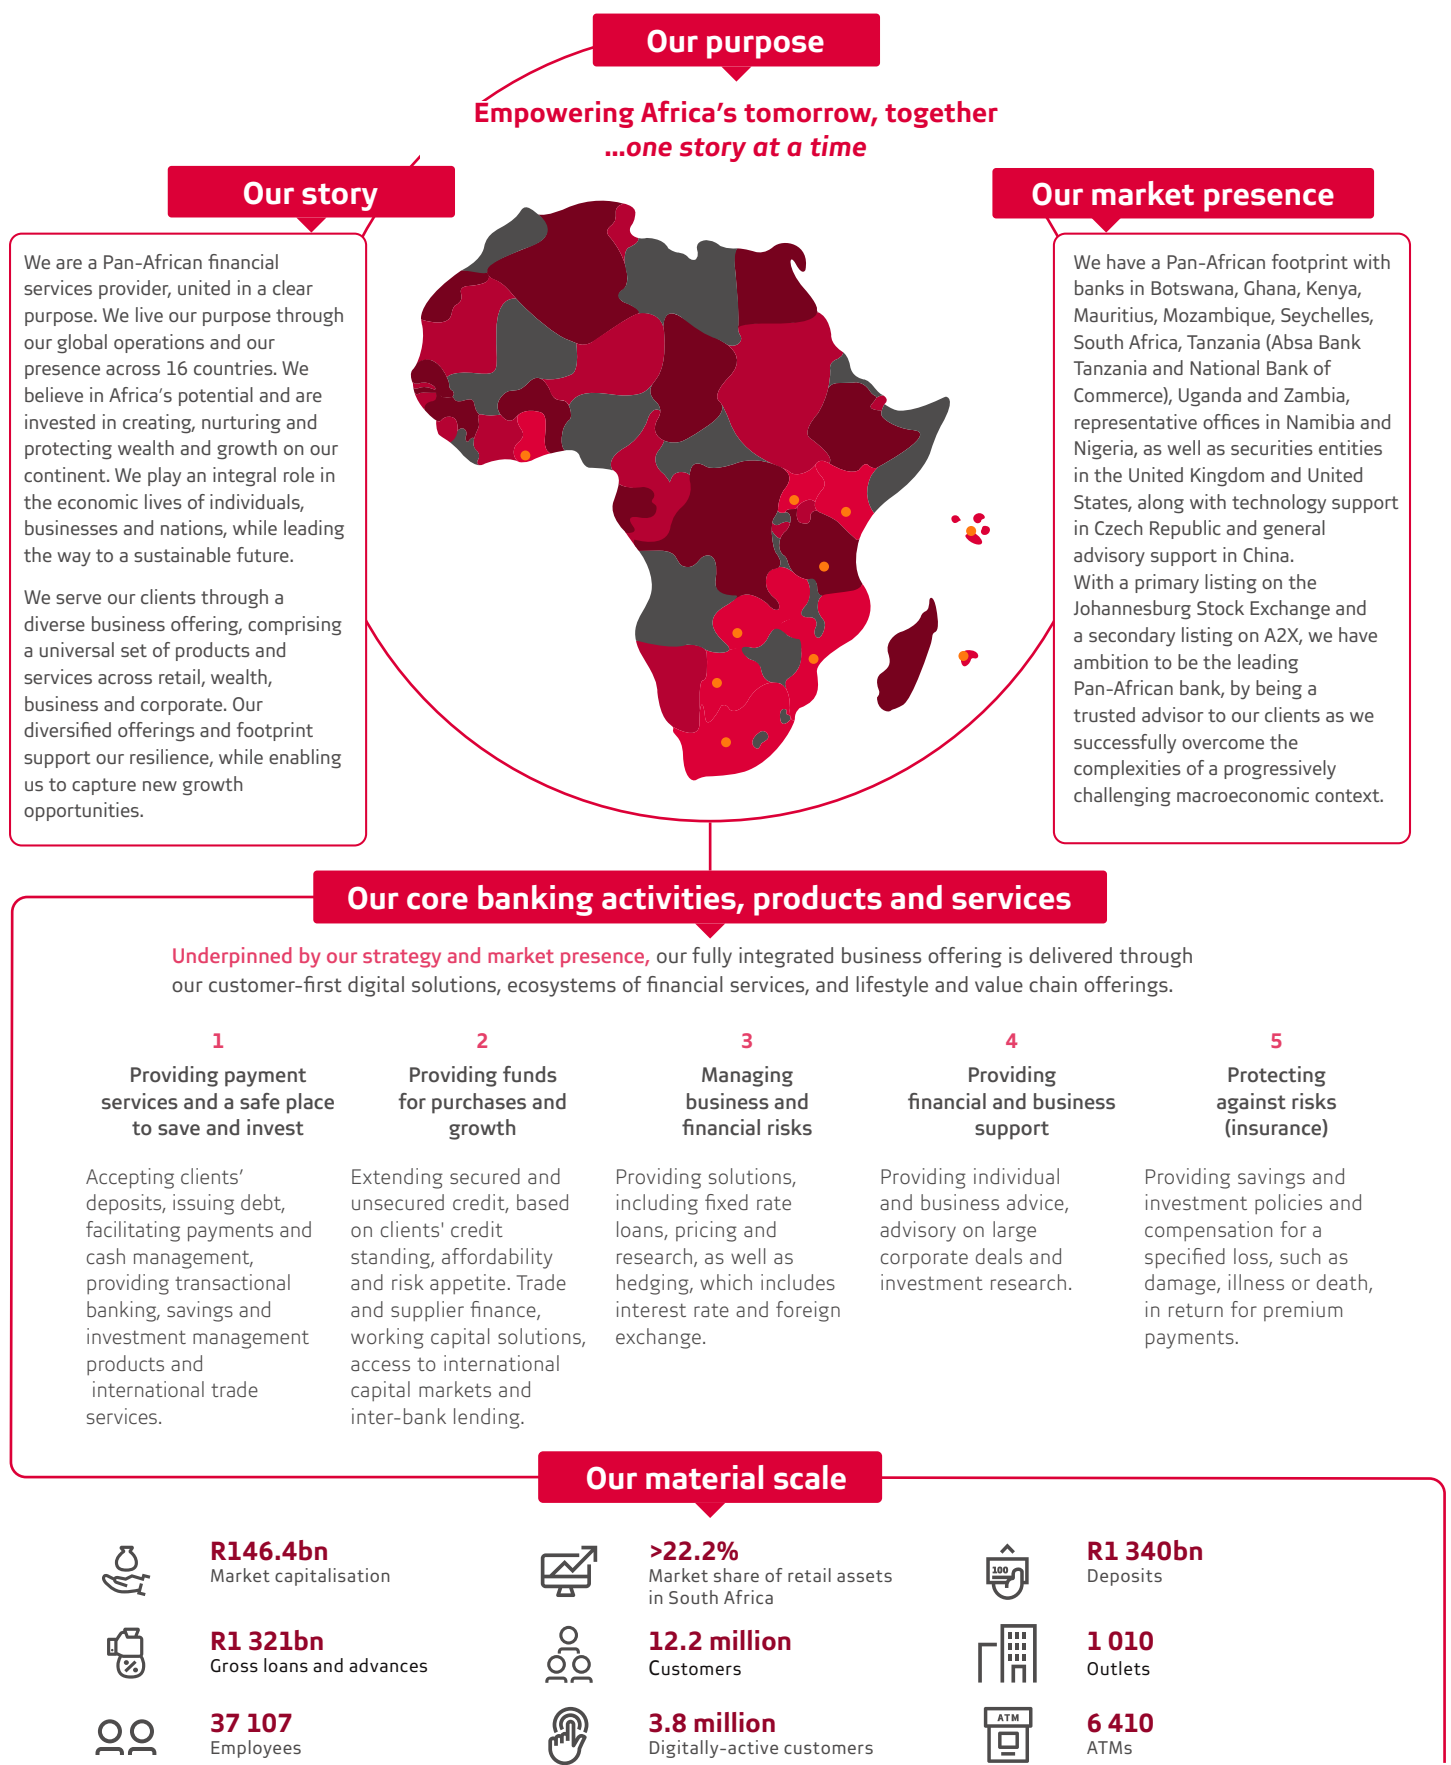 Our purpose
Empowering Africa's tomorrow, together
...one story at a time
Our story
We are a Pan-African financial
services provider, united in a clear
purpose. We live our purpose through
our global operations and our
presence across 16 countries. We
believe in Africa's potential and are
invested in creating, nurturing and
protecting wealth and growth on our
continent. We play an integral role in
the economic lives of individuals,
businesses and nations, while leading
the way to a sustainable future.
We serve our clients through a
diverse business offering, comprising
a universal set of products and
services across retail, wealth,
business and corporate. Our
diversified offerings and footprint
support our resilience, while enabling
us to capture new growth
opportunities.
Our market presence
We have a Pan-African footprint with
banks in Botswana, Ghana, Kenya,
Mauritius, Mozambique, Seychelles,
South Africa, Tanzania (Absa Bank
Tanzania and National Bank of
Commerce), Uganda and Zambia,
representative offices in Namibia and
Nigeria, as well as securities entities
in the United Kingdom and United
States, along with technology support
in Czech Republic and general
advisory support in China.
With a primary listing on the
Johannesburg Stock Exchange and
a secondary listing on A2X, we have
ambition to be the leading
Pan-African bank, by being a
trusted advisor to our clients as we
successfully overcome the
complexities of a progressively
challenging macroeconomic context.
Our core banking activities, products and services
Underpinned by our strategy and market presence, our fully integrated business offering is delivered through
our customer-first digital solutions, ecosystems of financial services, and lifestyle and value chain offerings.
1
Providing payment
services and a safe place
to save and invest
Accepting clients'
deposits, issuing debt,
facilitating payments and
cash management,
providing transactional
banking, savings and
investment management
products and
international trade
services.
2
Providing funds
for purchases and
growth
Extending secured and
unsecured credit, based
on clients' credit
standing, affordability
and risk appetite. Trade
and supplier finance,
working capital solutions,
access to international
capital markets and
inter-bank lending.
3
Managing
business and
financial risks
Providing solutions,
including fixed rate
loans, pricing and
research, as well as
hedging, which includes
interest rate and foreign
exchange.
4
Providing
financial and business
support
Providing individual
and business advice,
advisory on large
corporate deals and
investment research.
5
Protecting
against risks
(insurance)
Providing savings and
investment policies and
compensation for a
specified loss, such as
damage, illness or death,
in return for premium
payments.
Our material scale
R146.4bn
Market capitalisation
>22.2%
Market share of retail assets
in South Africa
100
R1 340bn
Deposits
R1 321bn
Gross loans and advances
12.2 million
Customers
1 010
Outlets
37 107
Employees
3.8 million
Digitally-active customers
ATM
6 410
ATMs